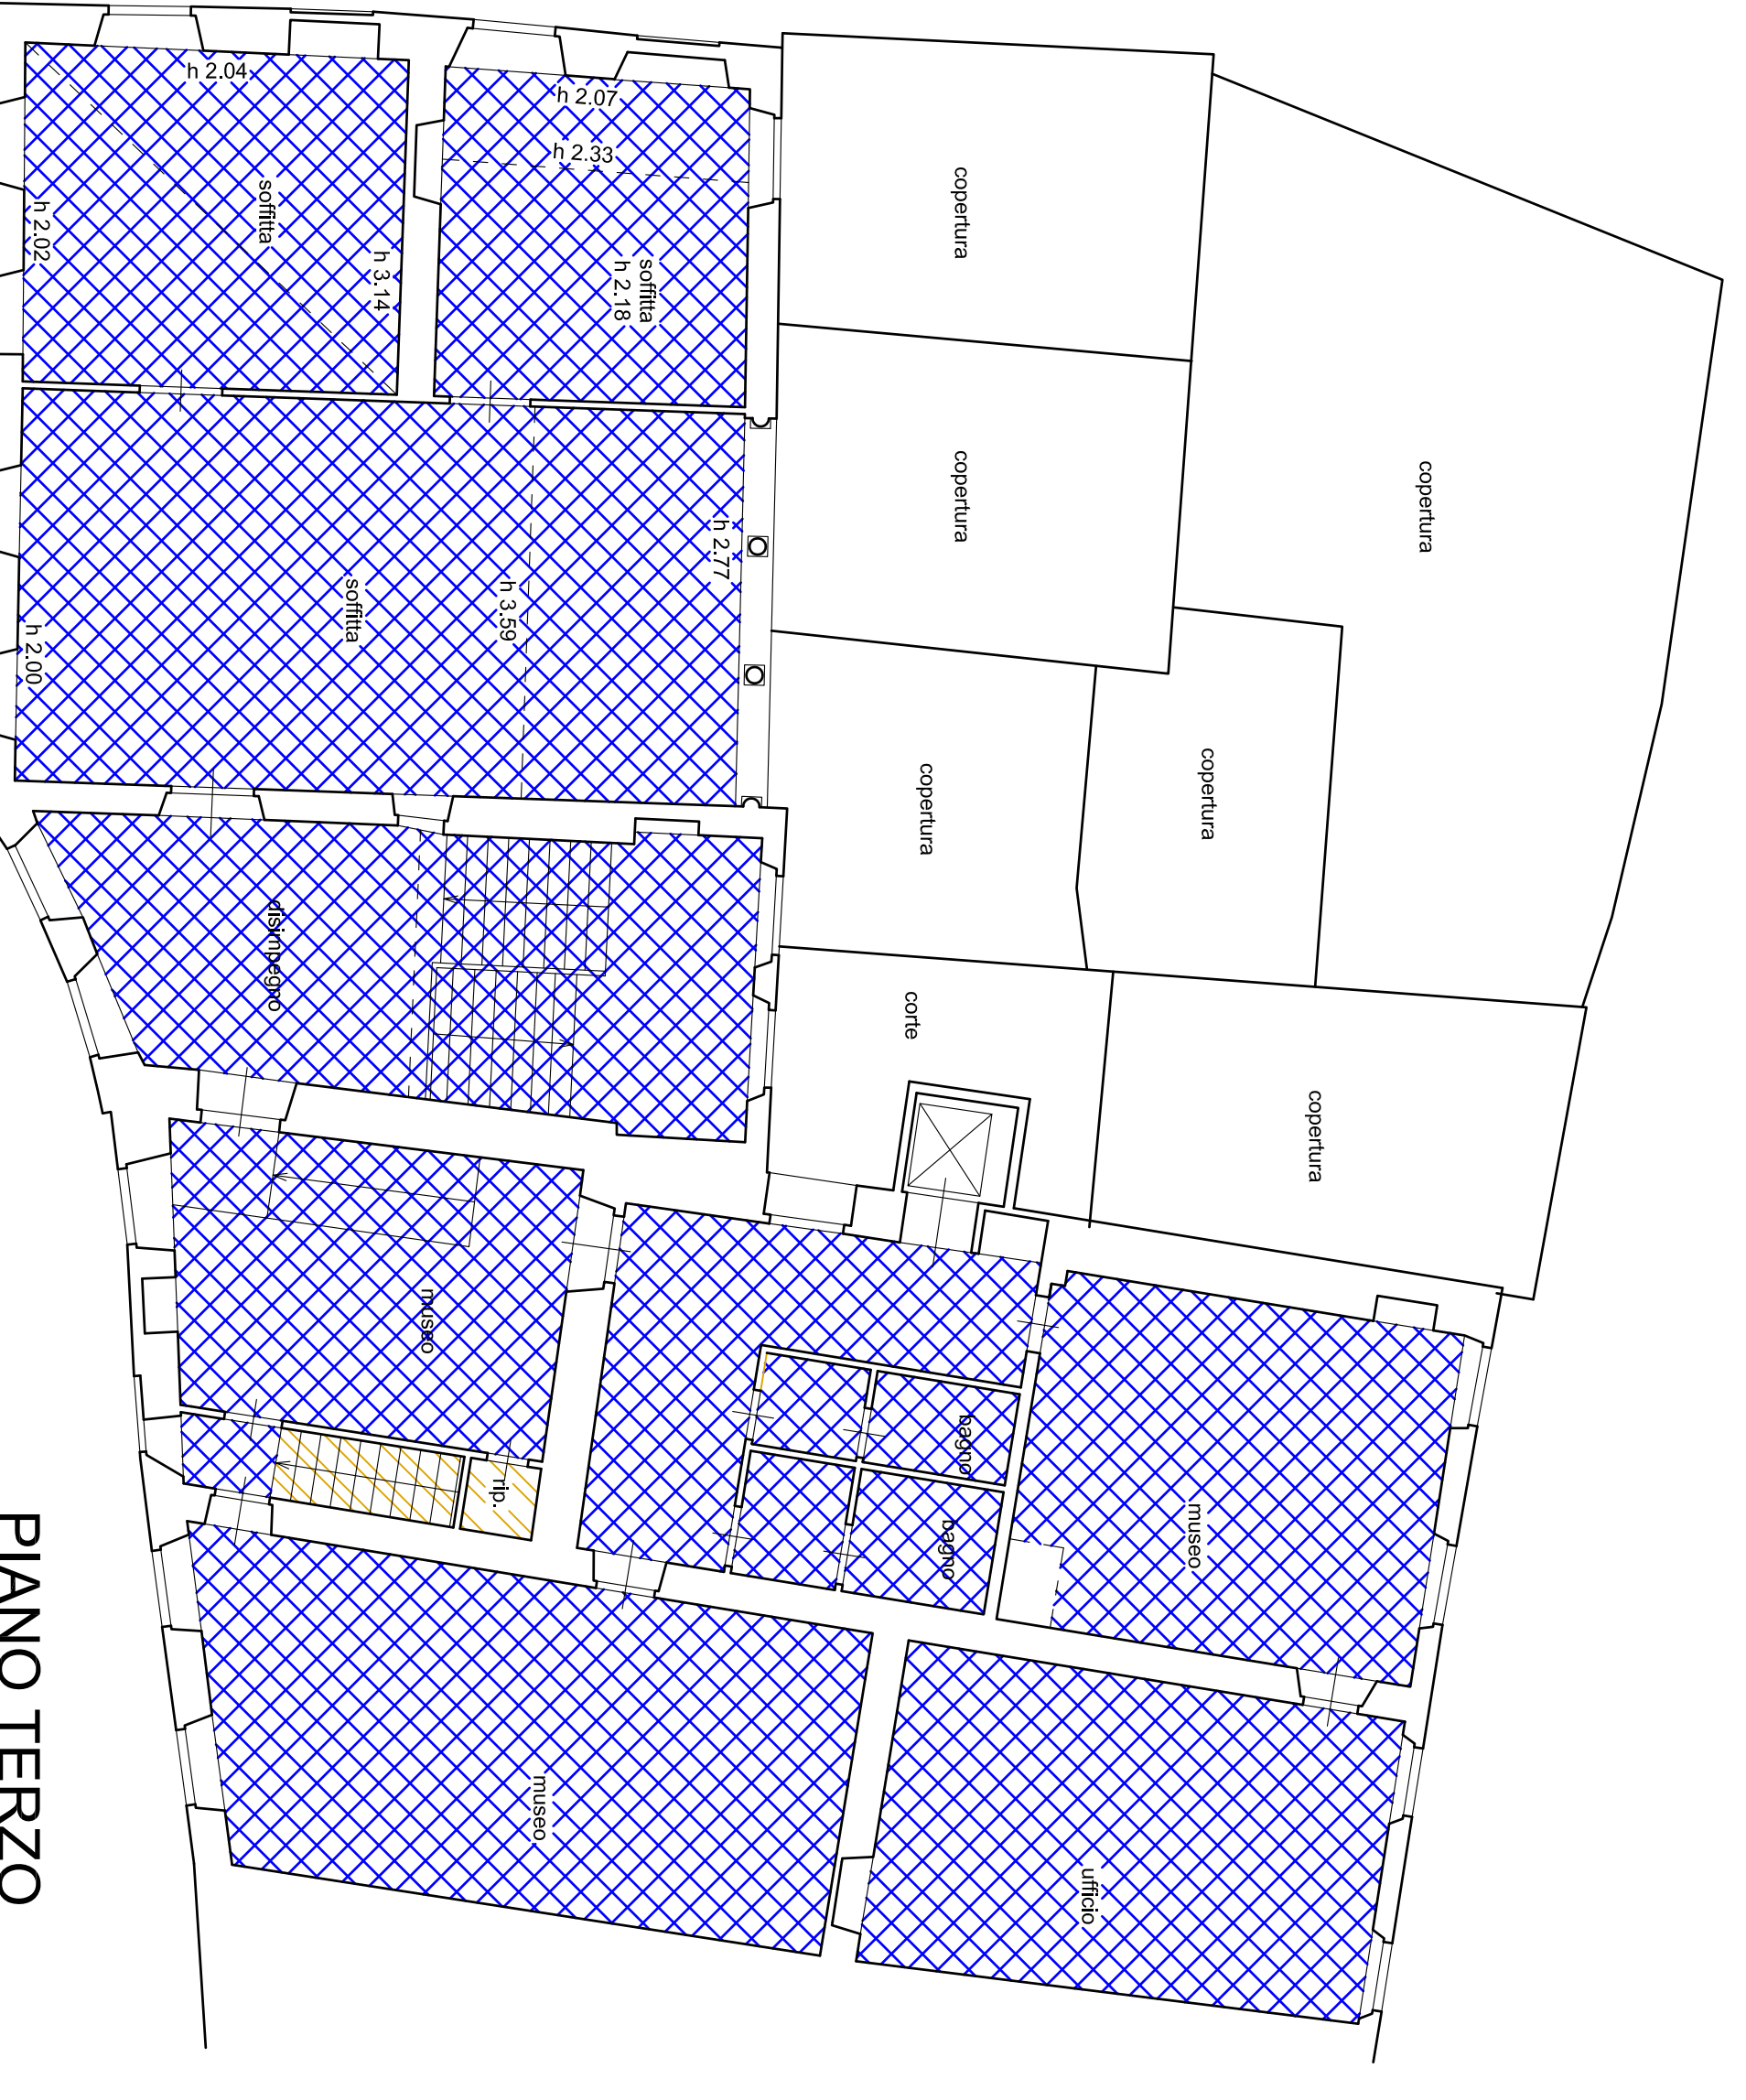 h 2.04
h 2.07
h 2.33
soffitta
h 2.02
h 3.14
soffitta
h 2.18
copertura
copertura
copertura
h 2.77
h 3.59
soffitta
h 2.00
copertura
copertura
disimpegno
corte
copertura
museo
bagno
rip.
bagno
museo
museo
ufficio
PIANO TERZO